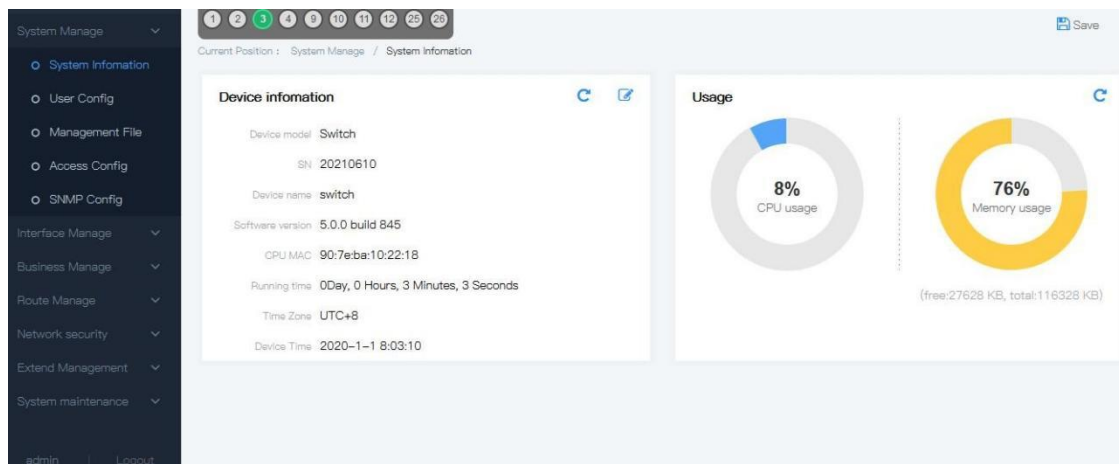 1 2 3 4 9 10 11 12 25 26
Save
Current Position : System Manage / System Infomation
System Manage
System Infomation
User Config
Management File
Access Config
SNMP Config
Interface Manage
Business Manage
Route Manage
Network security
Extend Management
System maintenance
admin | Logout
Device infomation
Device model Switch
SN 20210610
Device name switch
Software version 5.0.0 build 845
CPU MAC 90:7e:ba:10:22:18
Running time 0Day, 0 Hours, 3 Minutes, 3 Seconds
Time Zone UTC+8
Device Time 2020-1-1 8:03:10
Usage
8%
CPU usage
76%
Memory usage
(free:27628 KB, total:116328 KB)